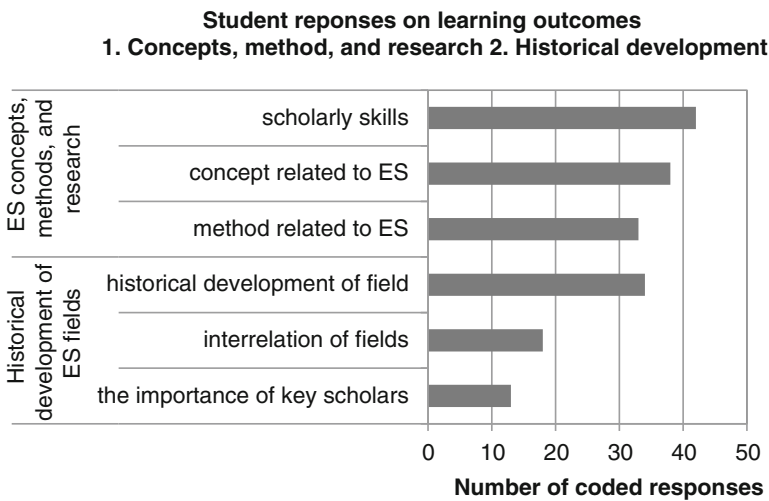 Student reponses on learning outcomes
1. Concepts, method, and research 2. Historical development
ES concepts,
methods, and
research
scholarly skills
concept related to ES
method related to ES
Historical
development of
ES fields
historical development of field
interrelation of fields
the importance of key scholars
0 10 20 30 40 50
Number of coded responses